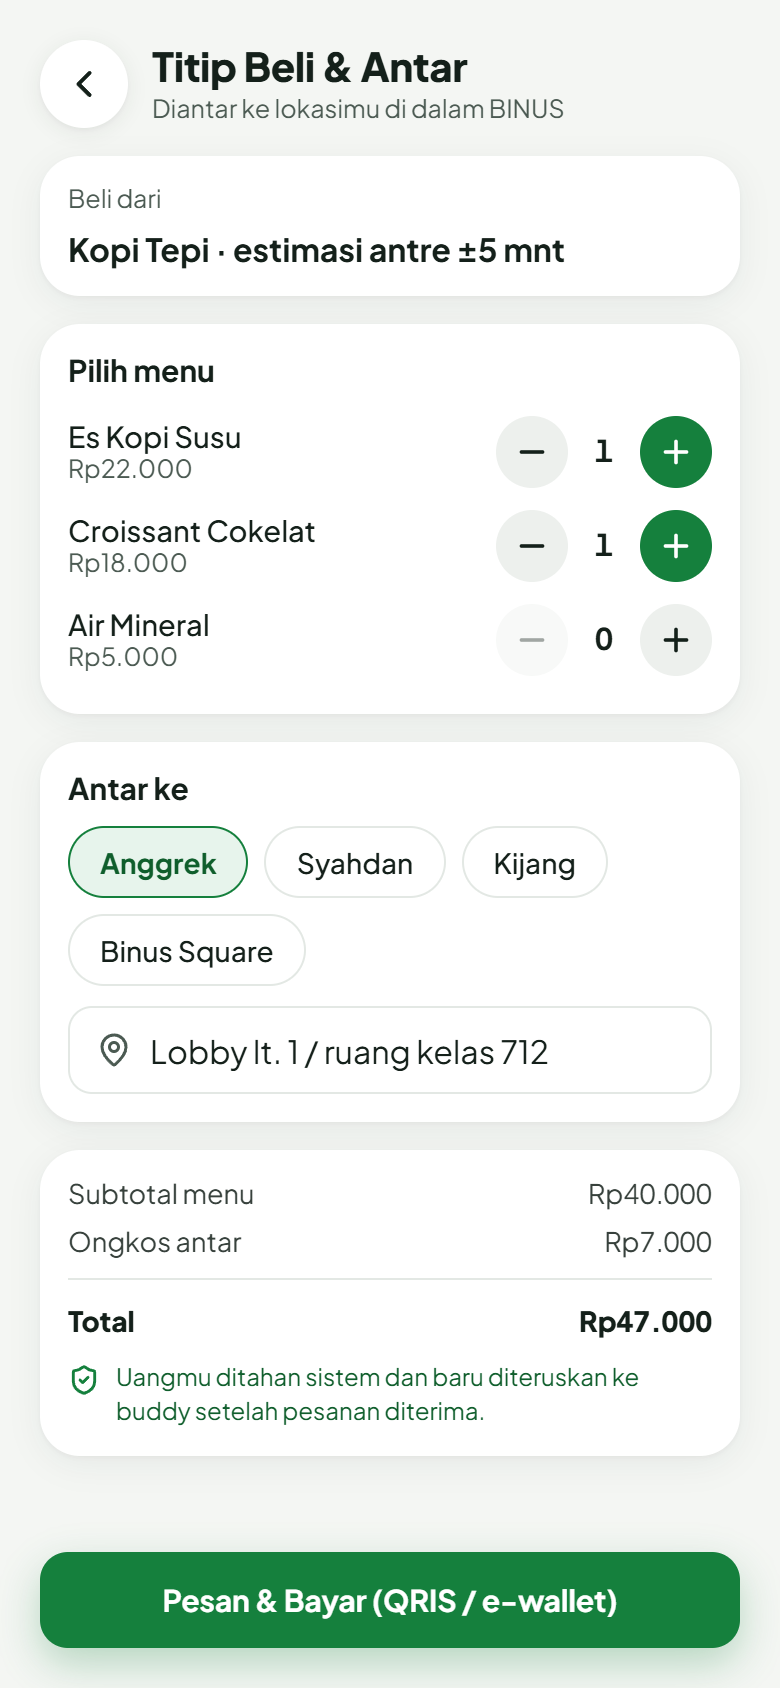 Titip Beli & Antar
Diantar ke lokasimu di dalam BINUS
Beli dari
Kopi Tepi · estimasi antre ±5 mnt
Pilih menu
Es Kopi Susu
Rp22.000
− 1 +
Croissant Cokelat
Rp18.000
− 1 +
Air Mineral
Rp5.000
− 0 +
Antar ke
Anggrek Syahdan Kijang
Binus Square
Lobby lt. 1 / ruang kelas 712
Subtotal menu Rp40.000
Ongkos antar Rp7.000
Total Rp47.000
Uangmu ditahan sistem dan baru diteruskan ke
buddy setelah pesanan diterima.
Pesan & Bayar (QRIS / e-wallet)